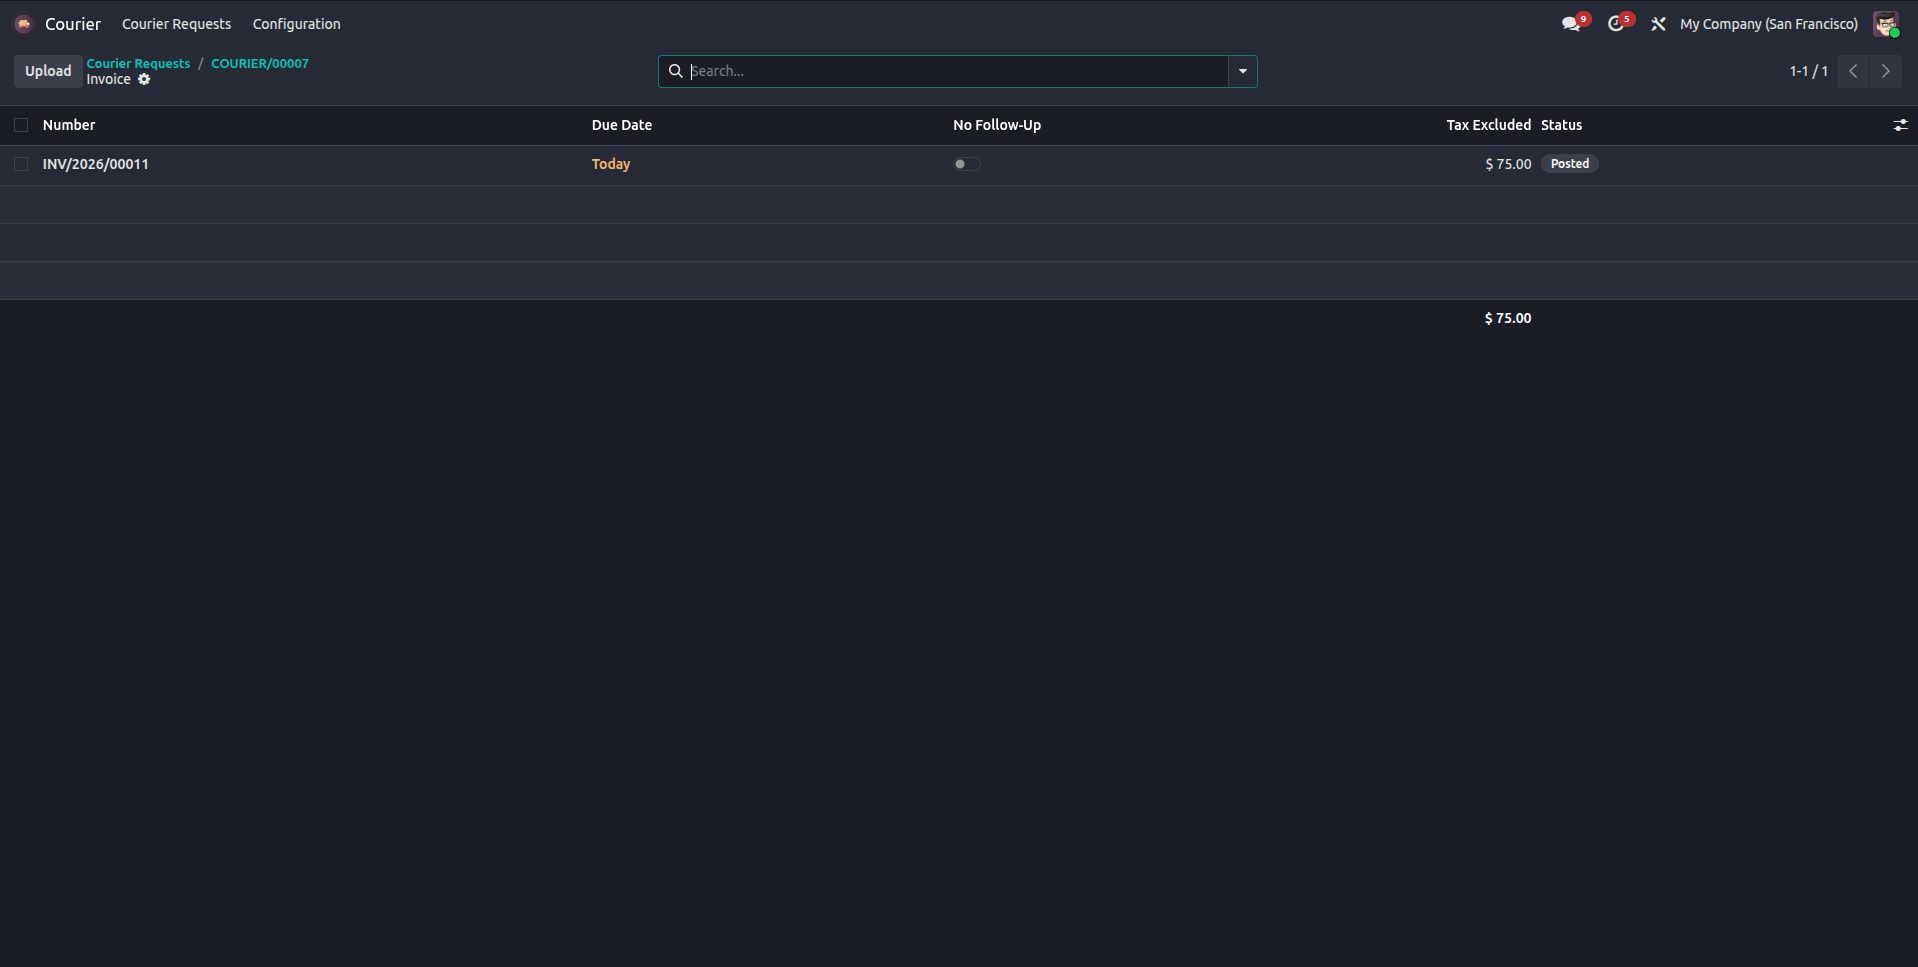 Courier Courier Requests Configuration 9 5 My Company (San Francisco)
Upload Courier Requests / COURIER/00007
Invoice
Search...
1-1 / 1
Number Due Date No Follow-Up Tax Excluded Status
INV/2026/00011 Today $ 75.00 Posted
$ 75.00